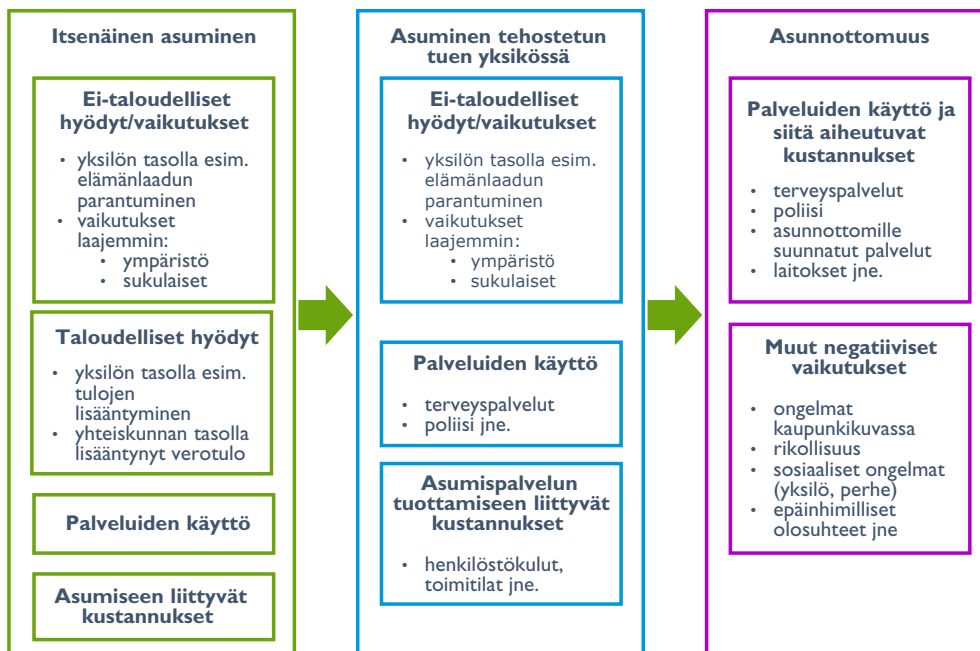 Itsenäinen asuminen
Ei-taloudelliset
hyödyt/vaikutukset
• yksilön tasolla esim.
elämänlaadun
parantuminen
• vaikutukset
laajemmin:
• ympäristö
• sukulaiset
Taloudelliset hyödyt
• yksilön tasolla esim.
tulojen
lisääntyminen
• yhteiskunnan tasolla
lisääntynyt verotulo
Palveluiden käyttö
Asumiseen liittyvät
kustannukset
Asuminen tehostetun
tuen yksikössä
Ei-taloudelliset
hyödyt/vaikutukset
• yksilön tasolla esim.
elämänlaadun
parantuminen
• vaikutukset
laajemmin:
• ympäristö
• sukulaiset
Palveluiden käyttö
• terveyspalvelut
• poliisi jne.
Asumispalvelun
tuottamiseen liittyvät
kustannukset
• henkilöstökulut,
toimitilat jne.
Asunnottomuus
Palveluiden käyttö ja
siitä aiheutuvat
kustannukset
• terveyspalvelut
• poliisi
• asunnottomille
suunnatut palvelut
• laitokset jne.
Muut negatiiviset
vaikutukset
• ongelmat
kaupunkikuvassa
• rikollisuus
• sosiaaliset ongelmat
(yksilö, perhe)
• epäinhimilliset
olosuhteet jne